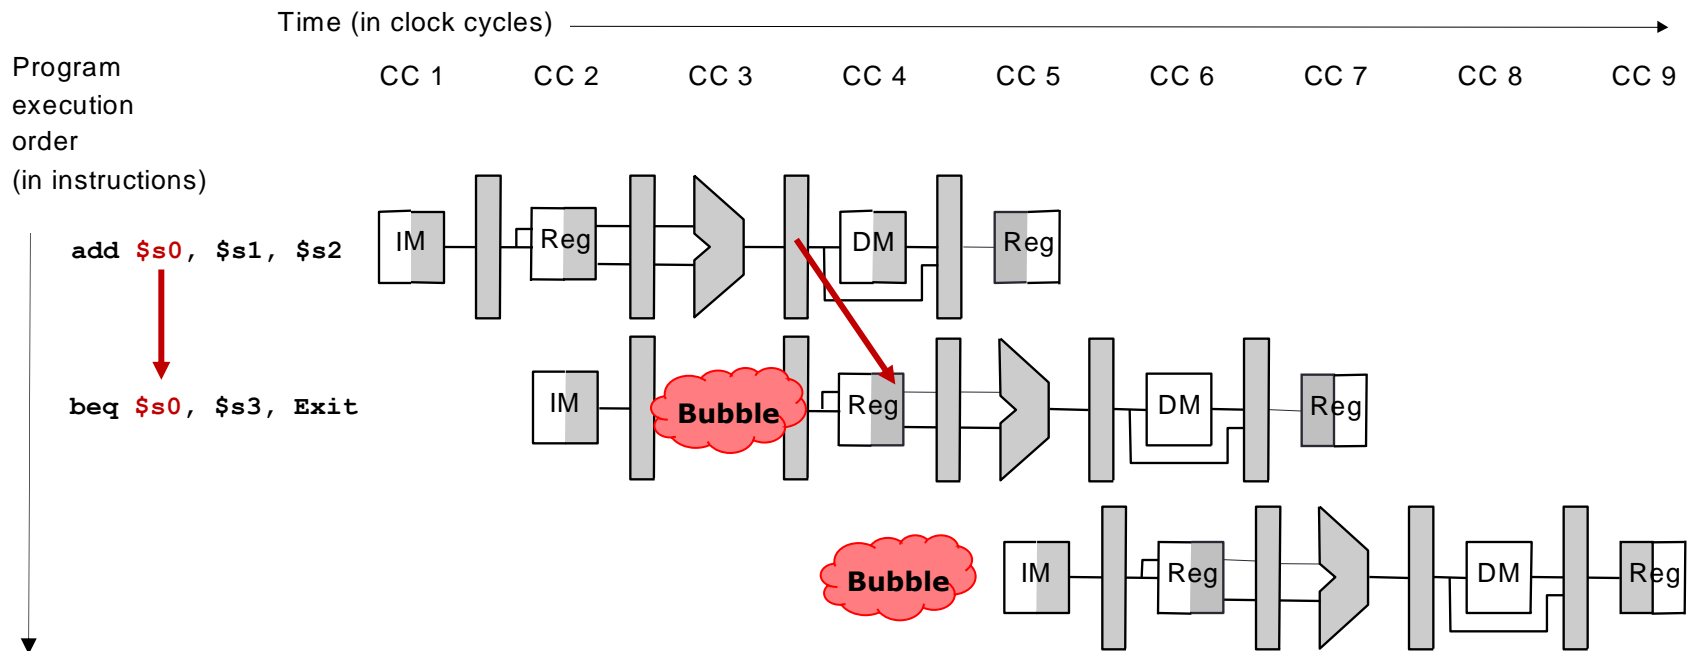 Time (in clock cycles)
Program
execution
order
(in instructions)
CC 1 CC 2 CC 3 CC 4 CC 5 CC 6 CC 7 CC 8 CC 9
add $s0, $s1, $s2
IM Reg DM Reg
beq $s0, $s3, Exit
IM Bubble Reg DM Reg
Bubble IM Reg DM Reg